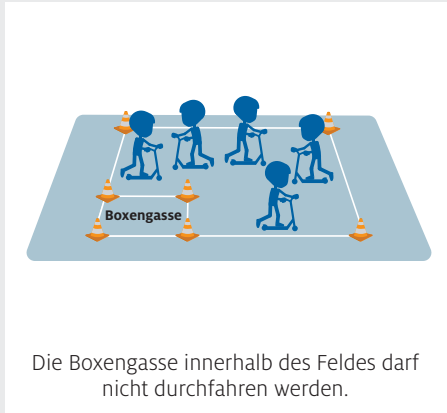 Boxengasse
Die Boxengasse innerhalb des Feldes darf
nicht durchfahren werden.